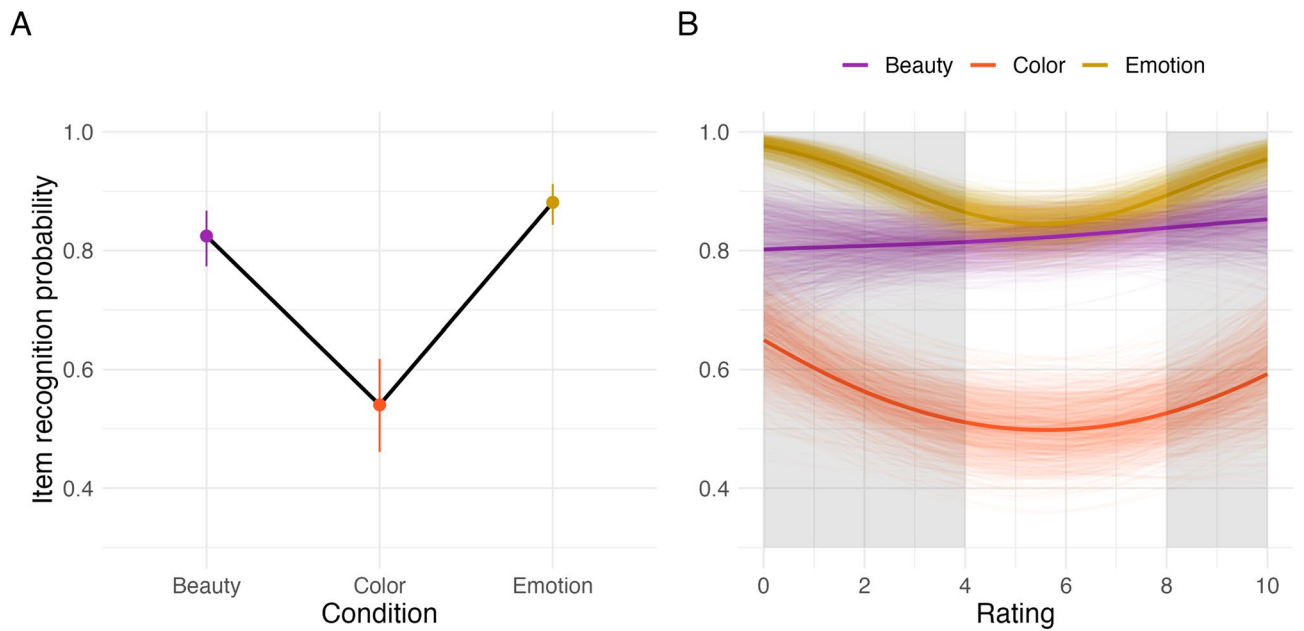 A
B
Beauty Color Emotion
Item recognition probability
1.0
0.8
0.6
0.4
Beauty Color Emotion
Condition
1.0
0.8
0.6
0.4
0 2 4 6 8 10
Rating